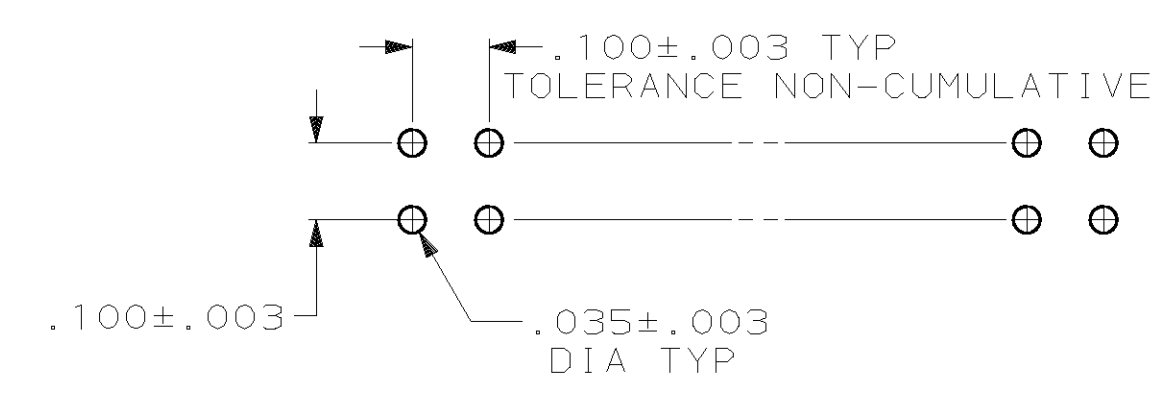 .100±.003 TYP
TOLERANCE NON-CUMULATIVE
.100±.003
.035±.003
DIA TYP